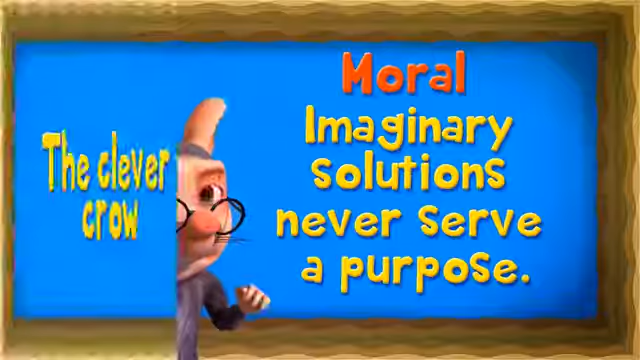 The clever
crow
Moral
Imaginary
solutions
never serve
a purpose.